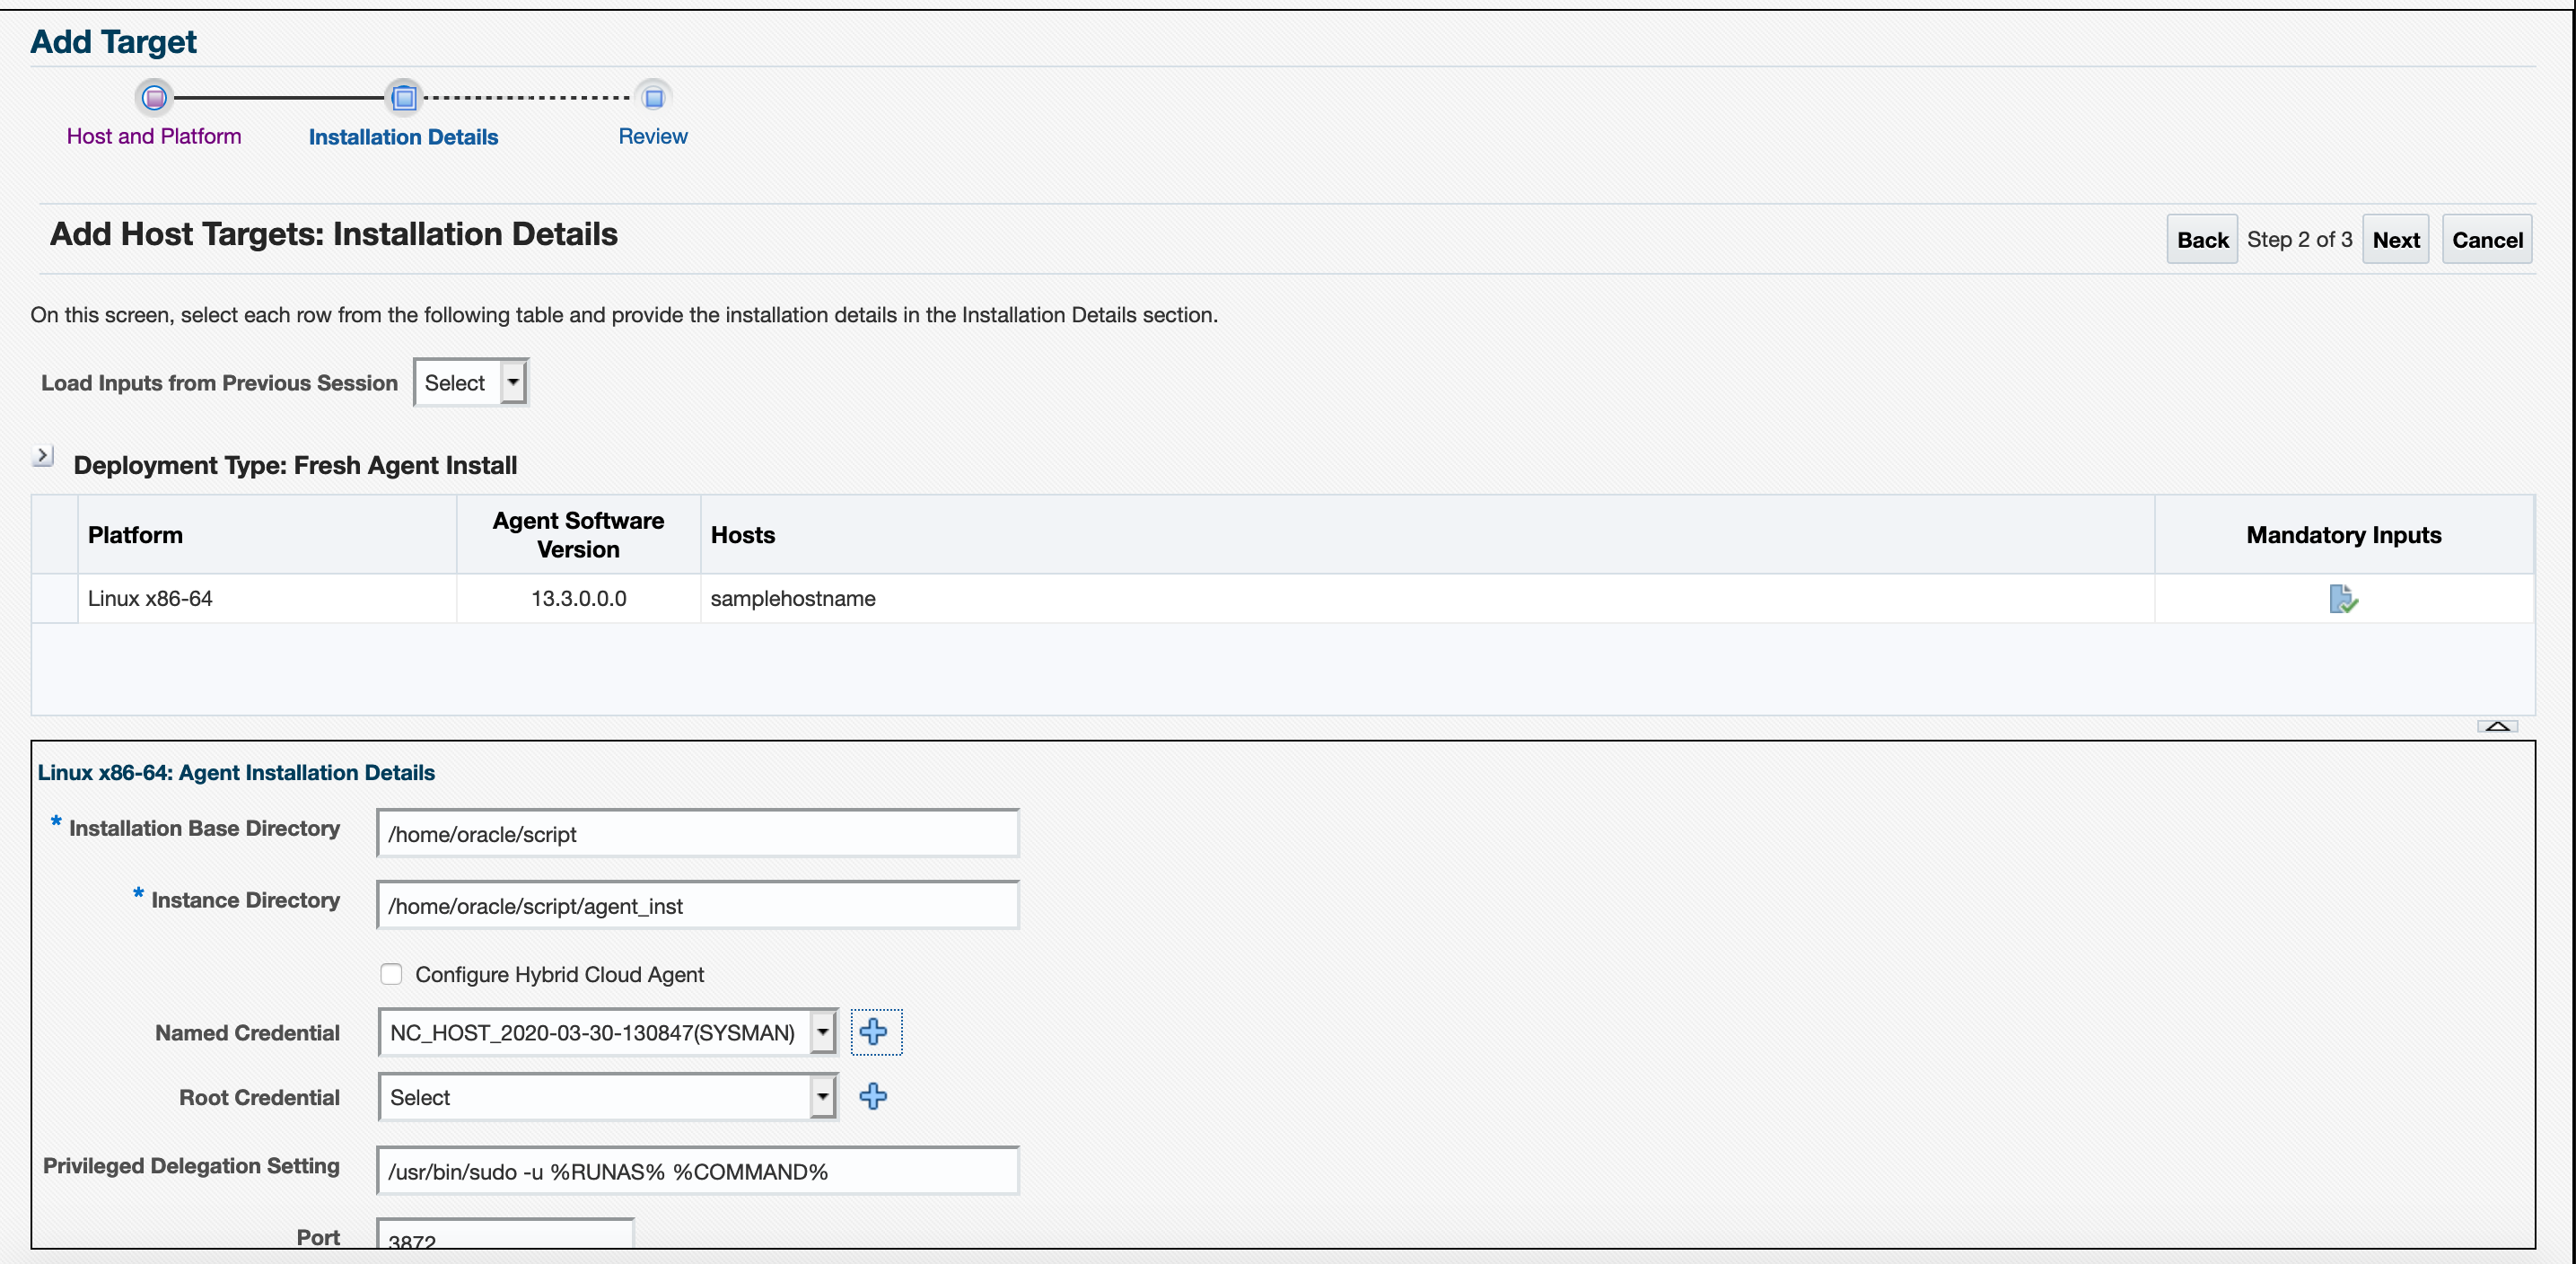 Add Target
Host and Platform
Installation Details
Review
Add Host Targets: Installation Details
Back Step 2 of 3 Next Cancel
On this screen, select each row from the following table and provide the installation details in the Installation Details section.
Load Inputs from Previous Session Select
Deployment Type: Fresh Agent Install
Platform
Agent Software
Version
Hosts
Mandatory Inputs
Linux x86-64 13.3.0.0.0 samplehostname
Linux x86-64: Agent Installation Details
* Installation Base Directory /home/oracle/script
* Instance Directory /home/oracle/script/agent_inst
Configure Hybrid Cloud Agent
Named Credential NC_HOST_2020-03-30-130847(SYSMAN)
Root Credential Select
Privileged Delegation Setting /usr/bin/sudo -u %RUNAS% %COMMAND%
Port 3872